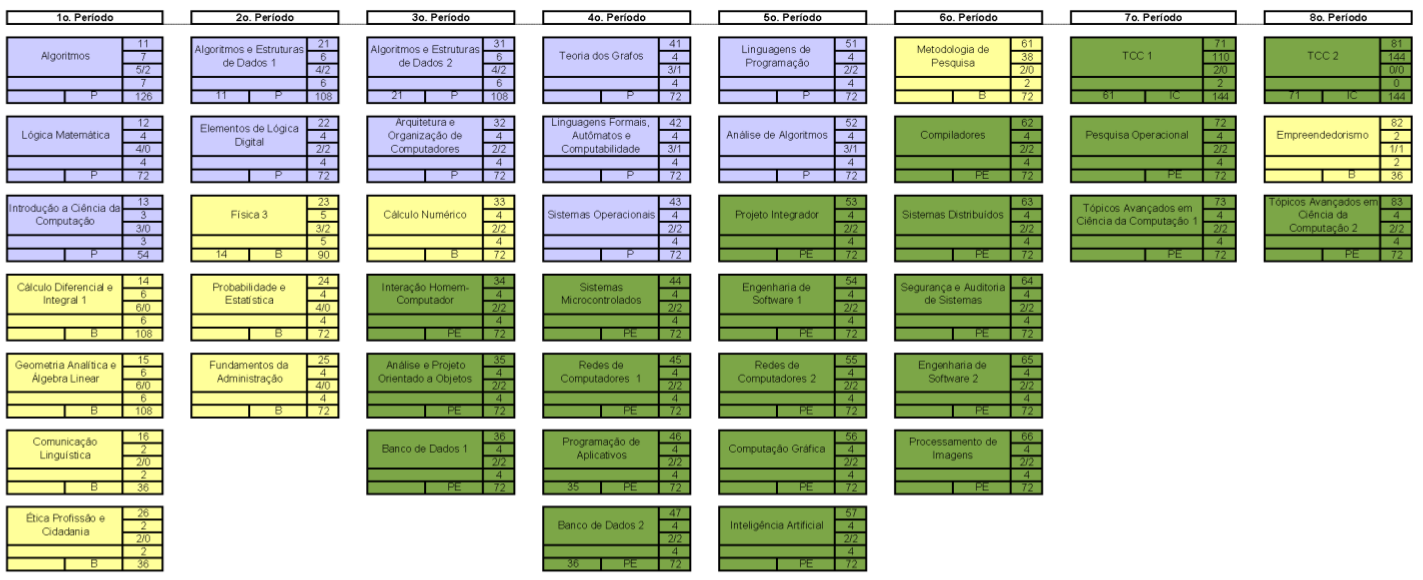 1o. Período
2o. Período
3o. Período
4o. Período
5o. Período
6o. Período
7o. Período
8o. Período
Algoritmos
11
7
5/2
7
P 126
Algoritmos e Estruturas
de Dados 1
21
6
4/2
6
11 P 108
Algoritmos e Estruturas
de Dados 2
31
6
4/2
6
21 P 108
Teoria dos Grafos
41
4
3/1
4
P 72
Linguagens de
Programação
51
4
2/2
4
P 72
Metodologia de
Pesquisa
61
38
2/0
2
B 72
TCC 1
71
110
2/0
2
61 IC 144
TCC 2
81
144
0/0
0
71 IC 144
Lógica Matemática
12
4
4/0
4
P 72
Elementos de Lógica
Digital
22
4
2/2
4
P 72
Arquitetura e
Organização de
Computadores
32
4
2/2
4
P 72
Linguagens Formais,
Autômatos e
Computabilidade
42
4
3/1
4
P 72
Análise de Algoritmos
52
4
3/1
4
P 72
Compiladores
62
4
2/2
4
PE 72
Pesquisa Operacional
72
4
2/2
4
PE 72
Empreendedorismo
82
2
1/1
2
B 36
Introdução a Ciência da
Computação
13
3
3/0
3
P 54
Física 3
23
5
3/2
5
14 B 90
Cálculo Numérico
33
4
2/2
4
B 72
Sistemas Operacionais
43
4
2/2
4
P 72
Projeto Integrador
53
4
2/2
4
PE 72
Sistemas Distribuídos
63
4
2/2
4
PE 72
Tópicos Avançados em
Ciência da Computação 1
73
4
2/2
4
PE 72
Tópicos Avançados em
Ciência da
Computação 2
83
4
2/2
4
PE 72
Cálculo Diferencial e
Integral 1
14
6
6/0
6
B 108
Probabilidade e
Estatística
24
4
4/0
4
B 72
Interação Homem-
Computador
34
4
2/2
4
PE 72
Sistemas
Microcontrolados
44
4
2/2
4
PE 72
Engenharia de
Software 1
54
4
2/2
4
PE 72
Segurança e Auditoria
de Sistemas
64
4
2/2
4
PE 72
Geometria Analítica e
Álgebra Linear
15
6
6/0
6
B 108
Fundamentos da
Administração
25
4
4/0
4
B 72
Análise e Projeto
Orientado a Objetos
35
4
2/2
4
PE 72
Redes de
Computadores 1
45
4
2/2
4
PE 72
Redes de
Computadores 2
55
4
2/2
4
PE 72
Engenharia de
Software 2
65
4
2/2
4
PE 72
Comunicação
Linguística
16
2
2/0
2
B 36
Banco de Dados 1
36
4
2/2
4
PE 72
Programação de
Aplicativos
46
4
2/2
4
35 PE 72
Computação Gráfica
56
4
2/2
4
PE 72
Processamento de
Imagens
66
4
2/2
4
PE 72
Ética Profissão e
Cidadania
26
2
2/0
2
B 36
Banco de Dados 2
47
4
2/2
4
36 PE 72
Inteligência Artificial
57
4
2/2
4
PE 72